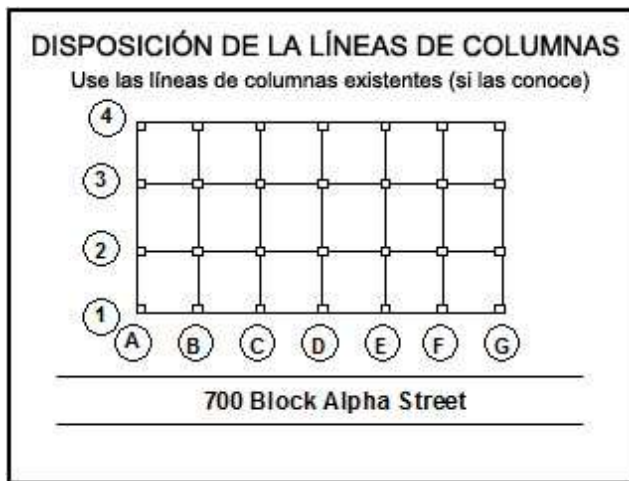 DISPOSICIÓN DE LA LÍNEAS DE COLUMNAS
Use las líneas de columnas existentes (si las conoce)
4
3
2
1
A B C D E F G
700 Block Alpha Street